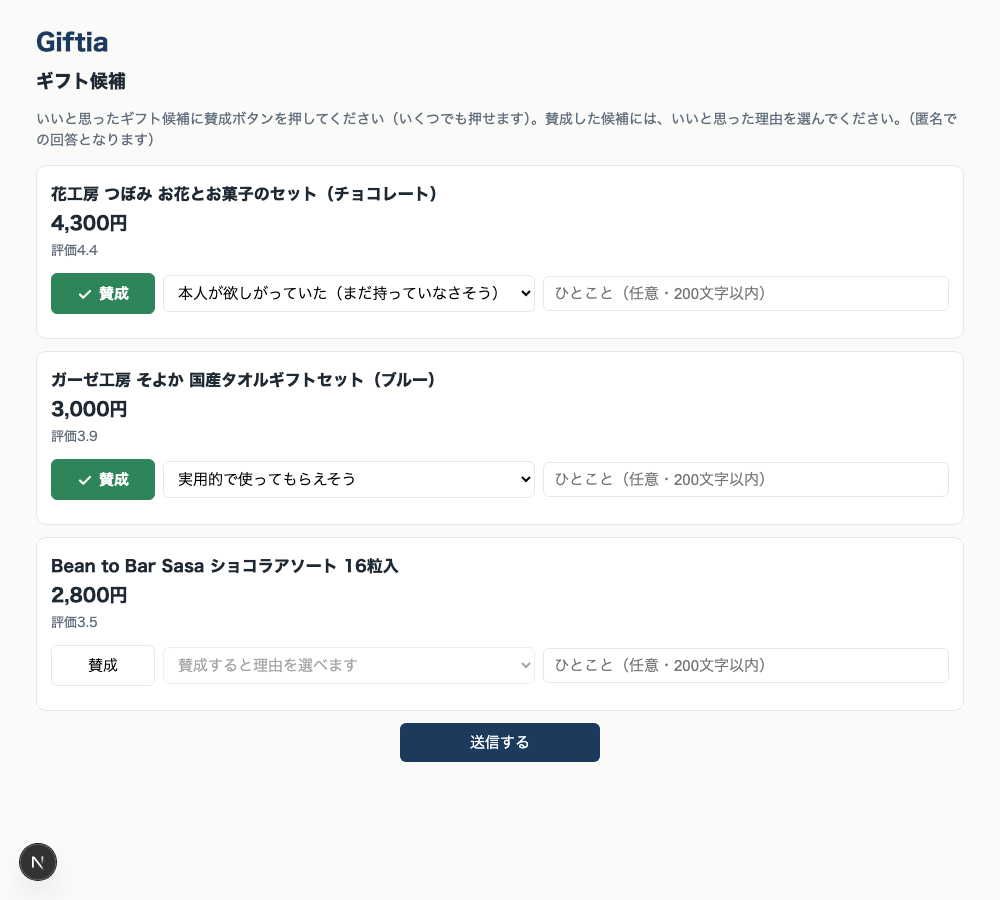 Giftia
ギフト候補
いいと思ったギフト候補に賛成ボタンを押してください（いくつでも押せます）。賛成した候補には、いいと思った理由を選んでください。（匿名で
の回答となります）
花工房 つぼみ お花とお菓子のセット（チョコレート）
4,300円
評価4.4
✓ 賛成 本人が欲しがっていた（まだ持っていなさそう） ひとこと（任意・200文字以内）
ガーゼ工房 そよか 国産タオルギフトセット（ブルー）
3,000円
評価3.9
✓ 賛成 実用的で使ってもらえそう ひとこと（任意・200文字以内）
Bean to Bar Sasa ショコラアソート 16粒入
2,800円
評価3.5
賛成 賛成すると理由を選べます ひとこと（任意・200文字以内）
送信する
N